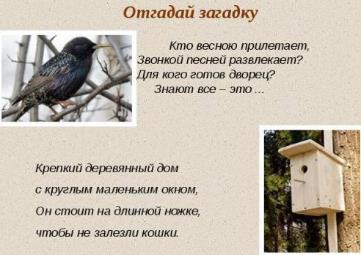 Отгадай загадку
Кто весною прилетает,
Звонкой песней развлекает?
Для кого готов дворец?
Знают все – это ...
Крепкий деревянный дом
с круглым маленьким окном,
Он стоит на длинной ножке,
чтобы не залезли кошки.